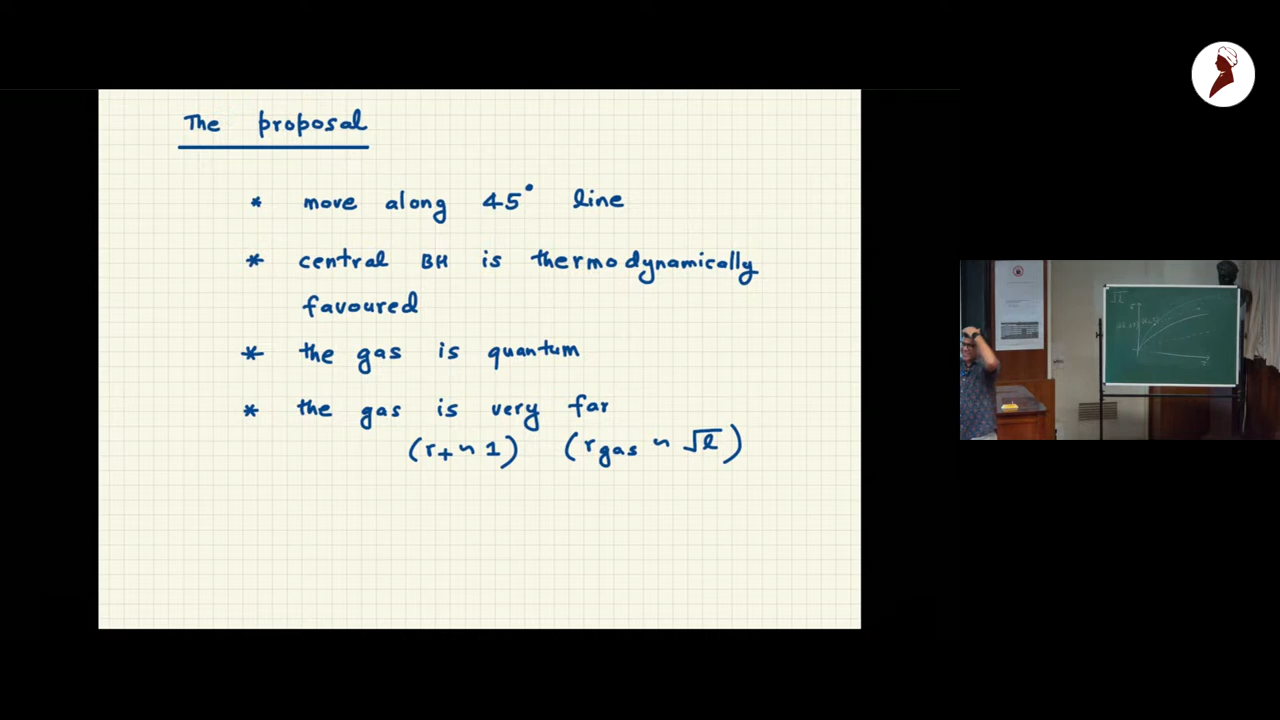 The proposal
* move along 45° line
* central BH is thermodynamically
favoured
* the gas is quantum
* the gas is very far
(r+ ~ 1) (rgas ~ √l)